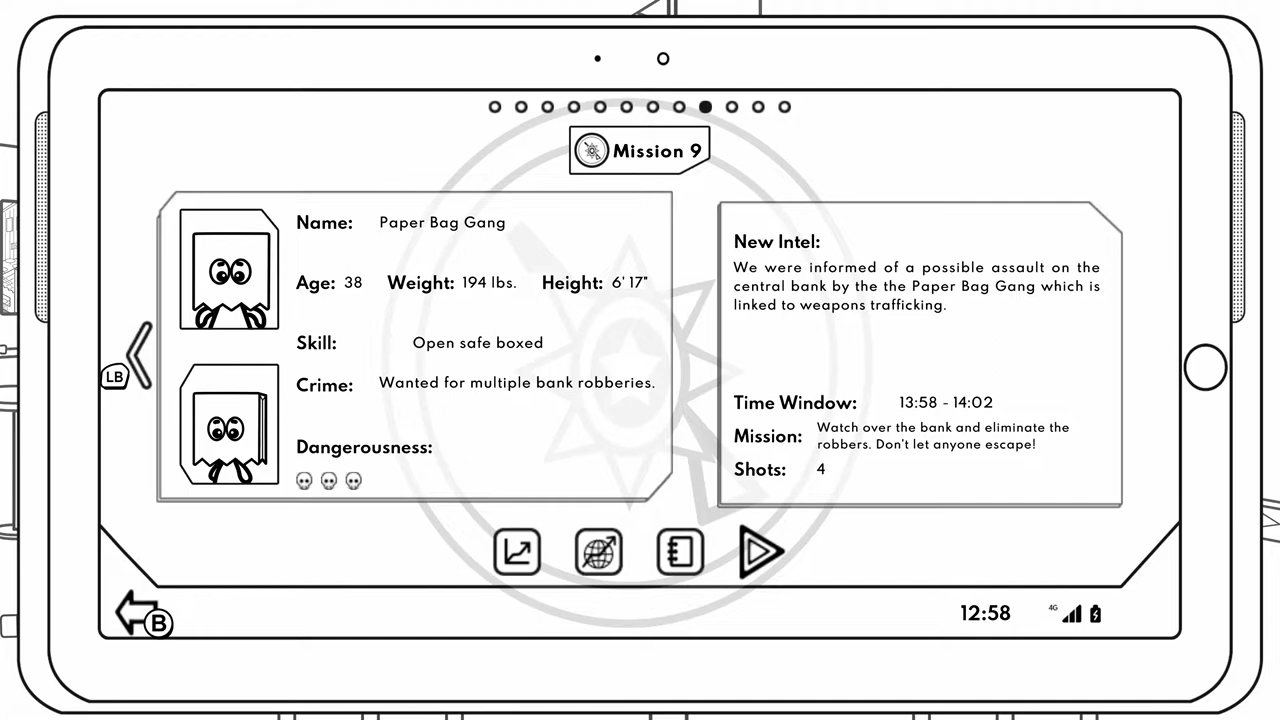 Mission 9
Name: Paper Bag Gang
Age: 38 Weight: 194 lbs. Height: 6' 17"
Skill: Open safe boxed
Crime: Wanted for multiple bank robberies.
Dangerousness:
New Intel:
We were informed of a possible assault on the
central bank by the the Paper Bag Gang which is
linked to weapons trafficking.
Time Window: 13:58 - 14:02
Mission: Watch over the bank and eliminate the
robbers. Don't let anyone escape!
Shots: 4
LB
B
12:58 4G